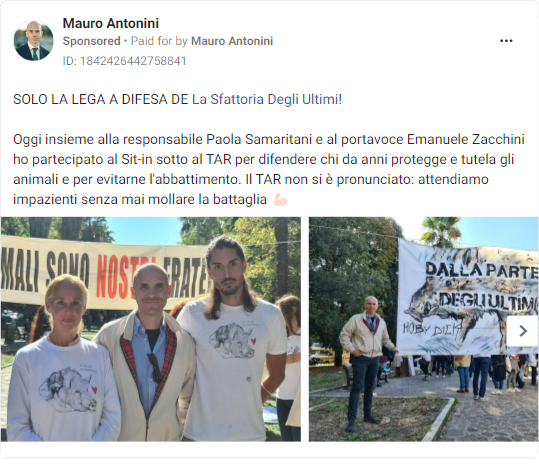 Mauro Antonini
Sponsored • Paid for by Mauro Antonini
ID: 1842426442758841
SOLO LA LEGA A DIFESA DE La Sfattoria Degli Ultimi!
Oggi insieme alla responsabile Paola Samaritani e al portavoce Emanuele Zacchini
ho partecipato al Sit-in sotto al TAR per difendere chi da anni protegge e tutela gli
animali e per evitarne l'abbattimento. Il TAR non si è pronunciato: attendiamo
impazienti senza mai mollare la battaglia 💪🏻
MALI SONO NOSTRI FRATE
DALLA PARTE
DEGLI ULTIMI